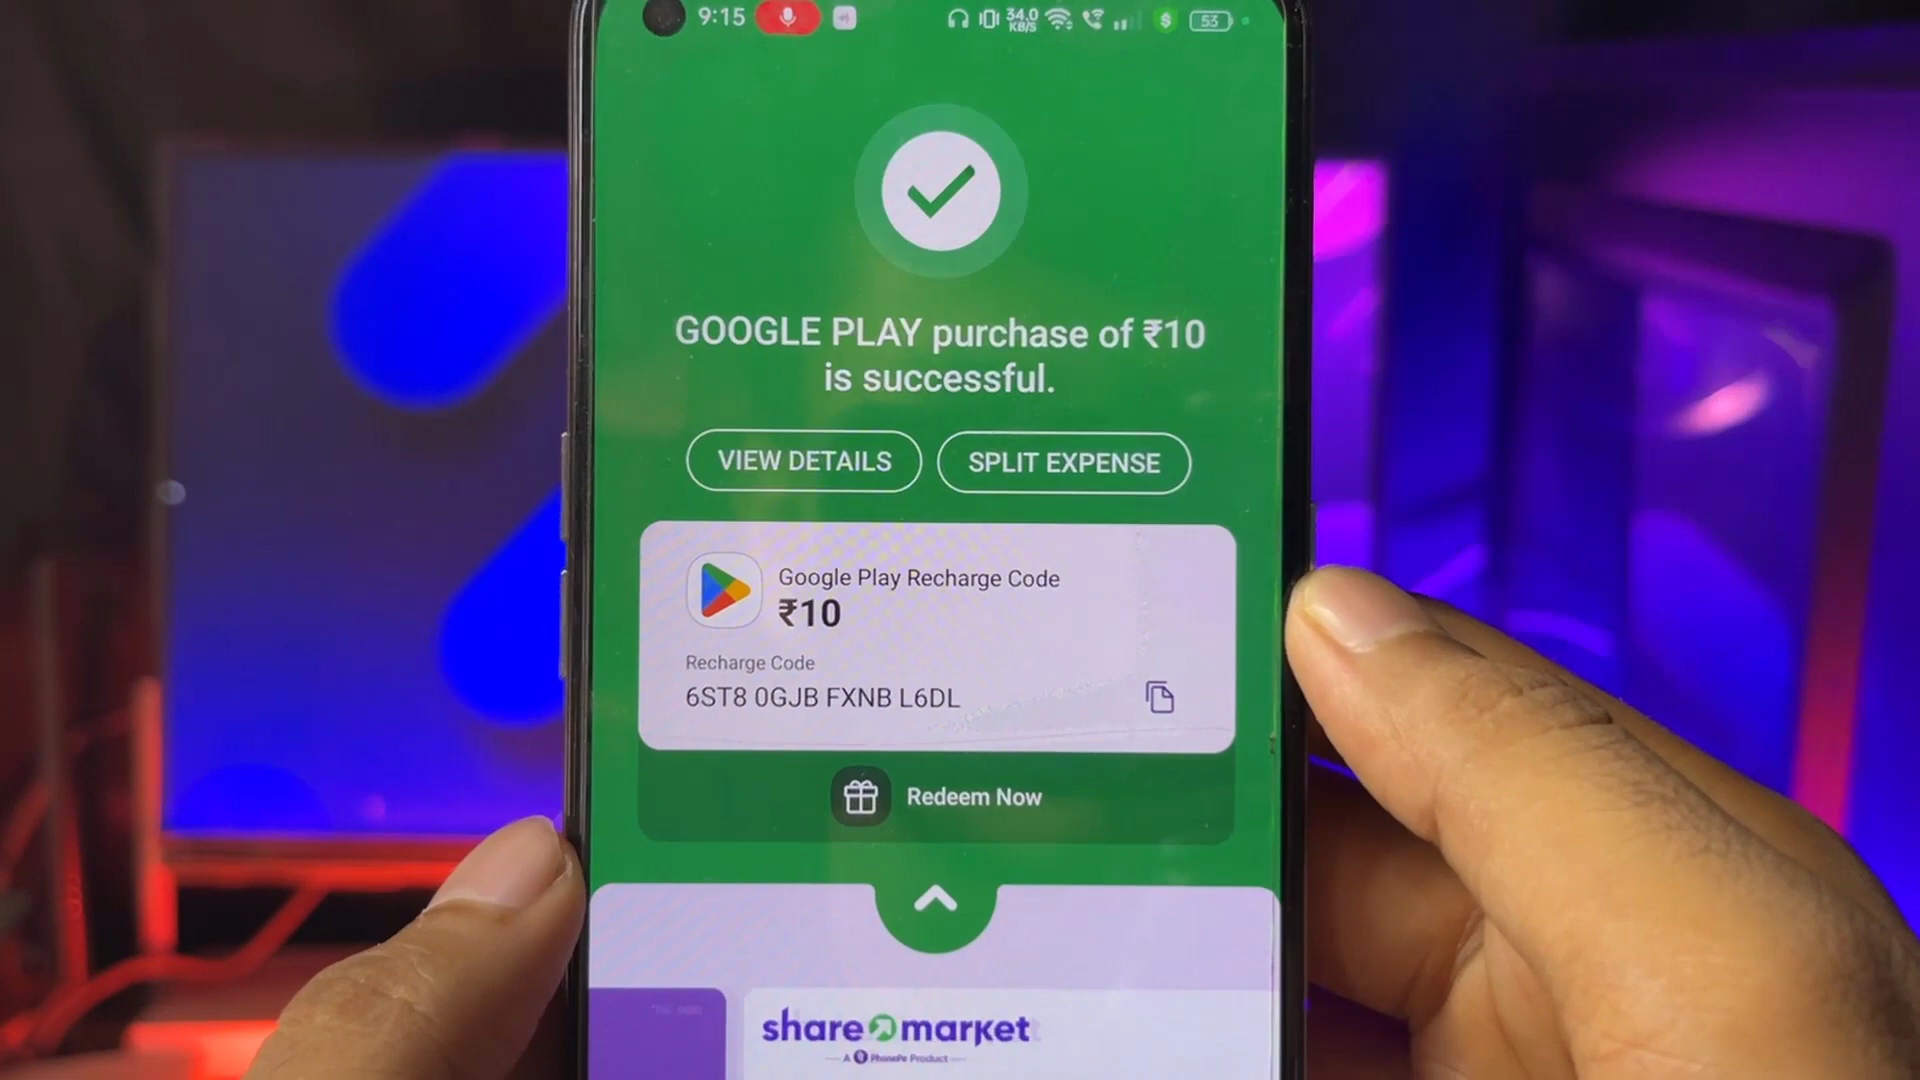 9:15
34.0
KB/S
53
GOOGLE PLAY purchase of ₹10
is successful.
VIEW DETAILS
SPLIT EXPENSE
Google Play Recharge Code
₹10
Recharge Code
6ST8 0GJB FXNB L6DL
Redeem Now
share market
A PhonePe Product